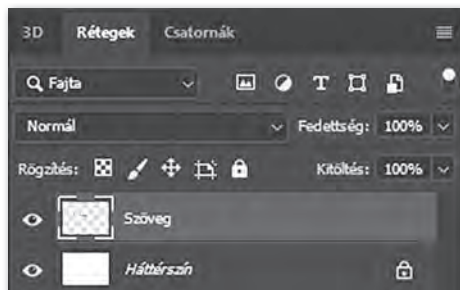 3D Rétegek Csatornák
Fajta
Normál Fedettség: 100%
Rögzítés: Kitöltés: 100%
Szöveg
Háttérszín